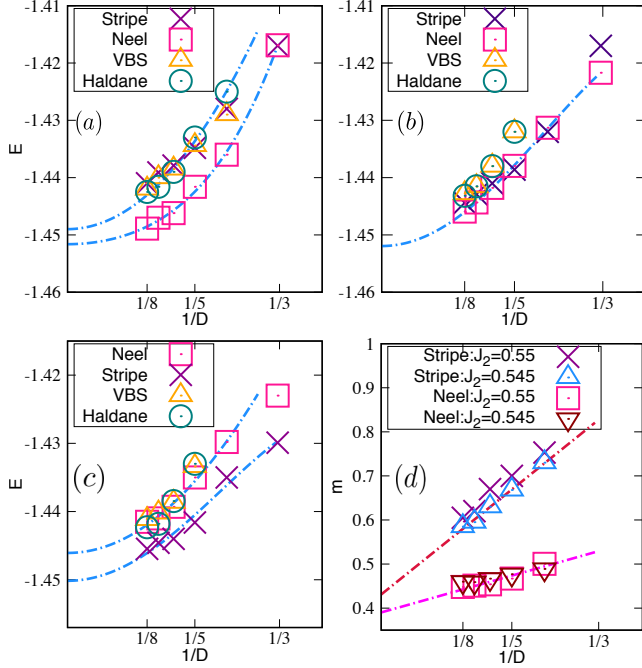 -1.41
-1.42
-1.43
-1.44
-1.45
-1.46
E
Stripe
Neel
VBS
Haldane
(a)
1/8
1/5
1/3
1/D
-1.41
-1.42
-1.43
-1.44
-1.45
-1.46
Stripe
Neel
VBS
Haldane
(b)
1/8
1/5
1/3
1/D
-1.42
-1.43
-1.44
-1.45
E
Neel
Stripe
VBS
Haldane
(c)
1/8
1/5
1/3
1/D
1
0.9
0.8
0.7
0.6
0.5
0.4
m
Stripe:J2=0.55
Stripe:J2=0.545
Neel:J2=0.55
Neel:J2=0.545
(d)
1/8
1/5
1/3
1/D